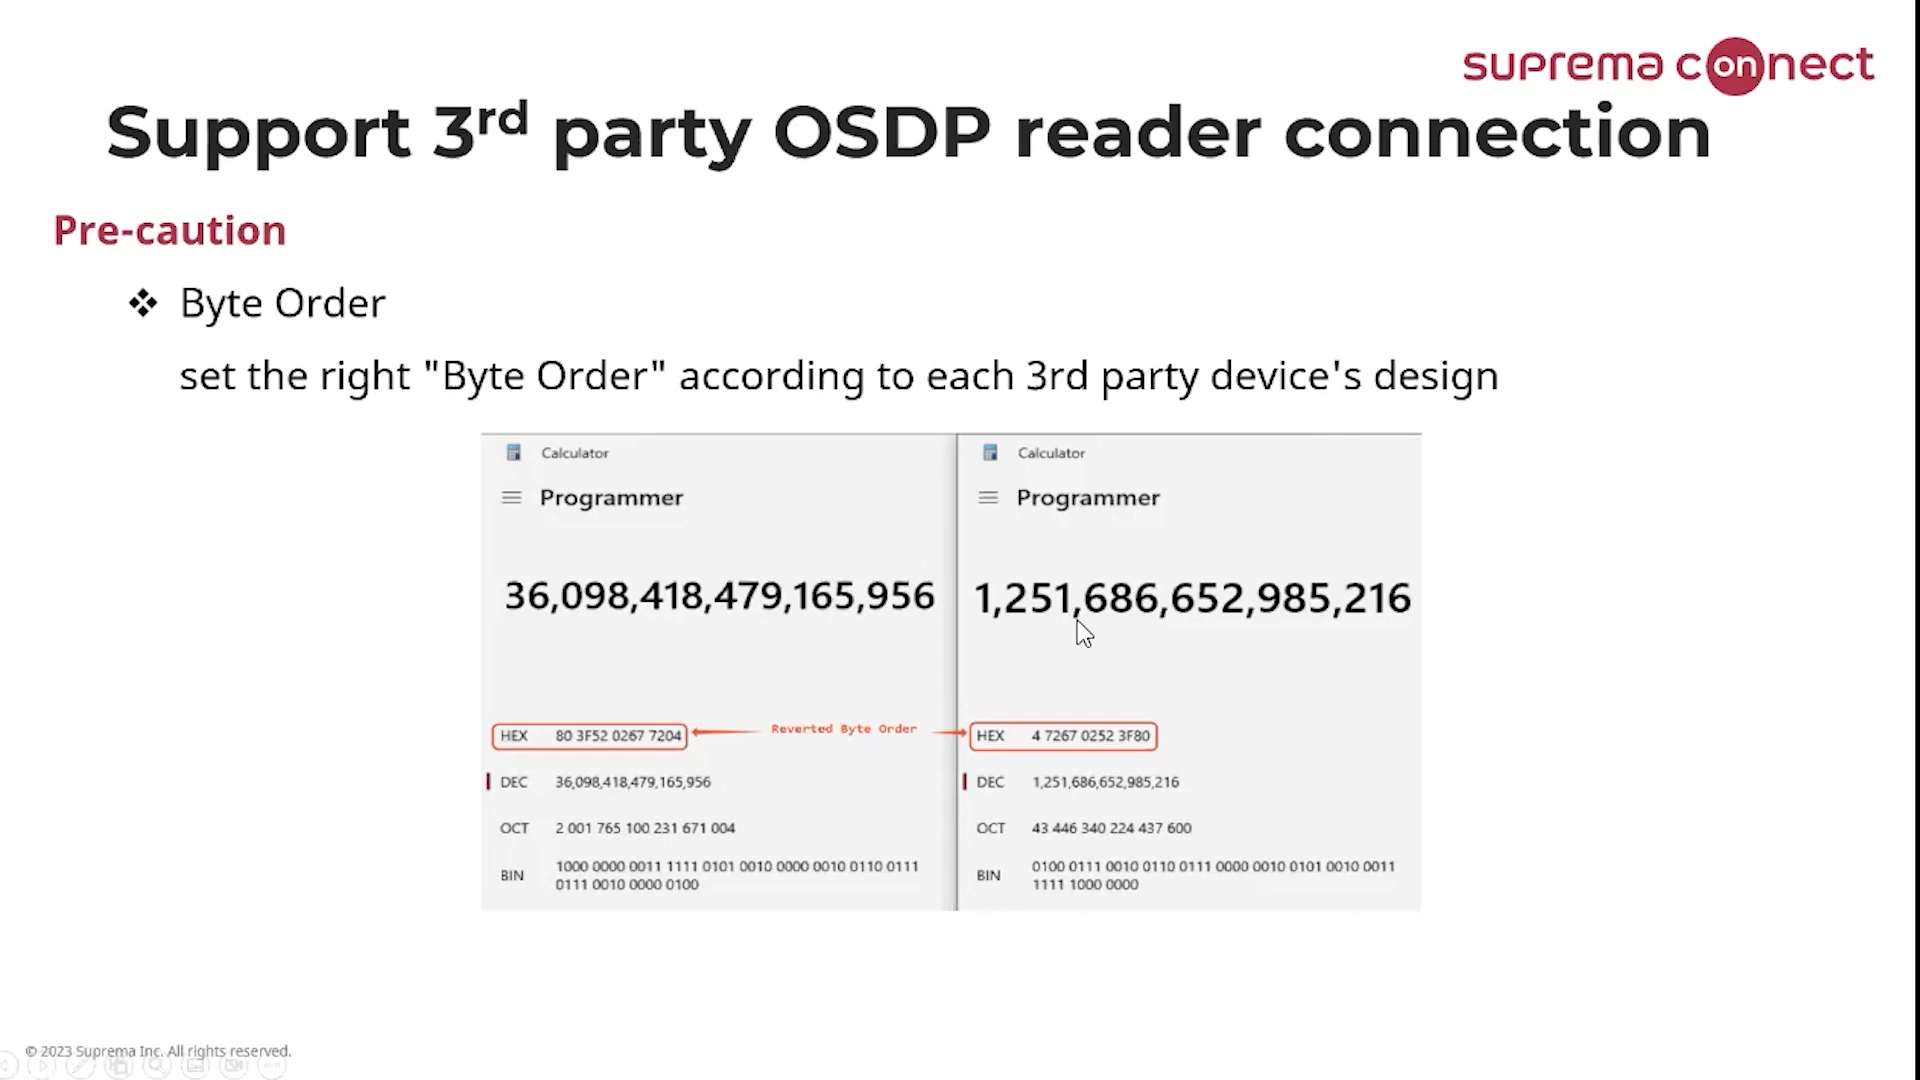 suprema connect
Support 3rd party OSDP reader connection
Pre-caution
❖ Byte Order
set the right "Byte Order" according to each 3rd party device's design
Calculator
Programmer
36,098,418,479,165,956
HEX 80 3F52 0267 7204
DEC 36,098,418,479,165,956
OCT 2 001 765 100 231 671 004
BIN 1000 0000 0011 1111 0101 0010 0000 0010 0110 0111
0111 0010 0000 0100
Reverted Byte Order
Calculator
Programmer
1,251,686,652,985,216
HEX 4 7267 0252 3F80
DEC 1,251,686,652,985,216
OCT 43 446 340 224 437 600
BIN 0100 0111 0010 0110 0111 0000 0010 0101 0010 0011
1111 1000 0000
© 2023 Suprema Inc. All rights reserved.